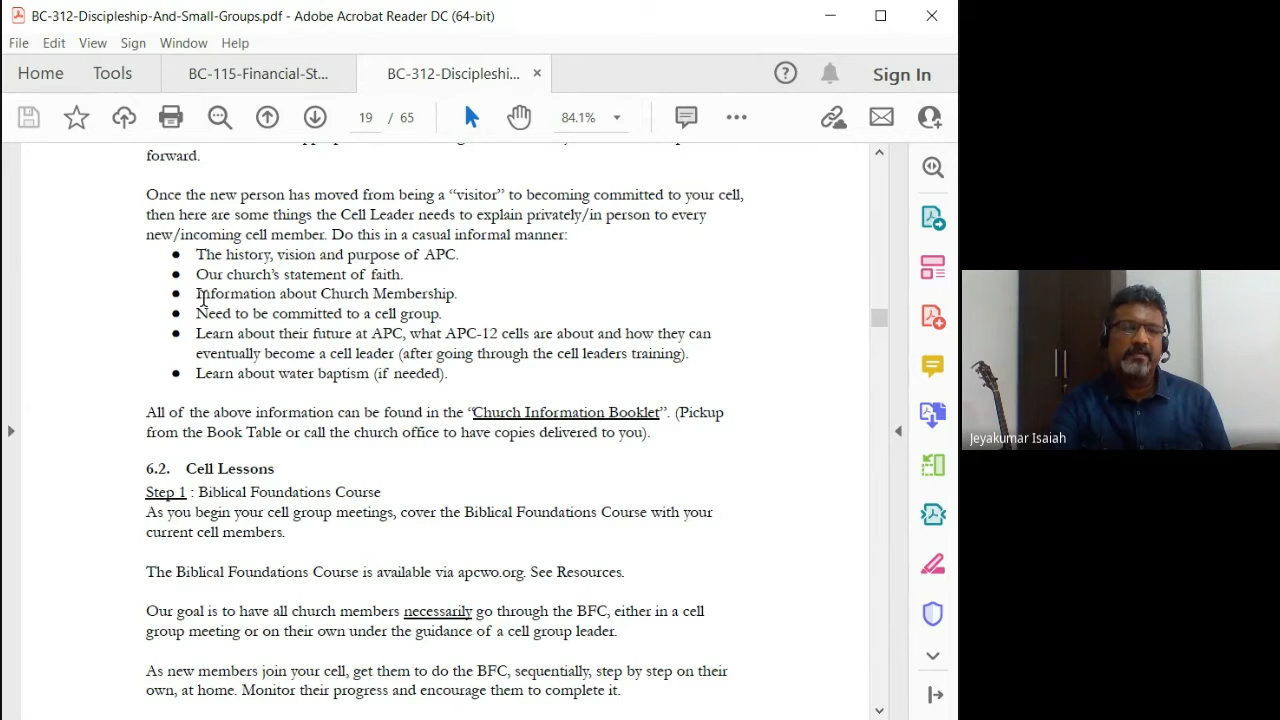 BC-312-Discipleship-And-Small-Groups.pdf - Adobe Acrobat Reader DC (64-bit)
File Edit View Sign Window Help
Home Tools BC-115-Financial-St... BC-312-Discipleshi... × Sign In
19 / 65 84.1%
forward.
Once the new person has moved from being a “visitor” to becoming committed to your cell,
then here are some things the Cell Leader needs to explain privately/in person to every
new/incoming cell member. Do this in a casual informal manner:
● The history, vision and purpose of APC.
● Our church’s statement of faith.
● Information about Church Membership.
● Need to be committed to a cell group.
● Learn about their future at APC, what APC-12 cells are about and how they can
eventually become a cell leader (after going through the cell leaders training).
● Learn about water baptism (if needed).
All of the above information can be found in the “Church Information Booklet”. (Pickup
from the Book Table or call the church office to have copies delivered to you).
6.2. Cell Lessons
Step 1 : Biblical Foundations Course
As you begin your cell group meetings, cover the Biblical Foundations Course with your
current cell members.
The Biblical Foundations Course is available via apcwo.org. See Resources.
Our goal is to have all church members necessarily go through the BFC, either in a cell
group meeting or on their own under the guidance of a cell group leader.
As new members join your cell, get them to do the BFC, sequentially, step by step on their
own, at home. Monitor their progress and encourage them to complete it.
Jeyakumar Isaiah